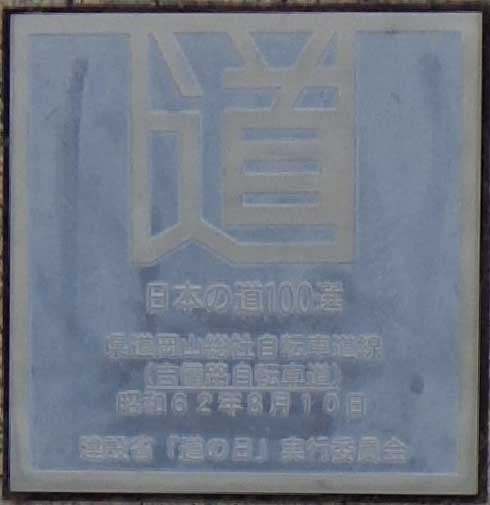 道
日本の道100選
県道岡山総社自転車道線
(吉備路自転車道)
昭和62年8月10日
建設省「道の日」実行委員会